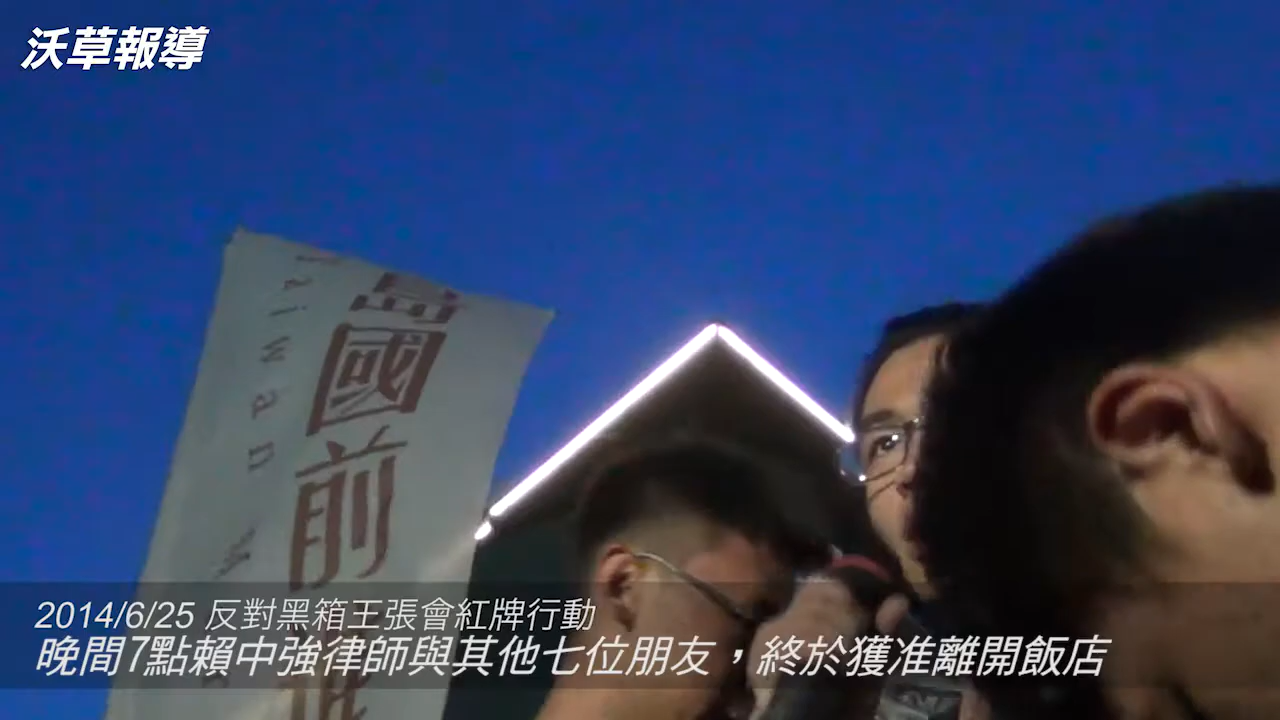 沃草報導
島國前進
2014/6/25 反對黑箱王張會紅牌行動
晚間7點賴中強律師與其他七位朋友，終於獲准離開飯店